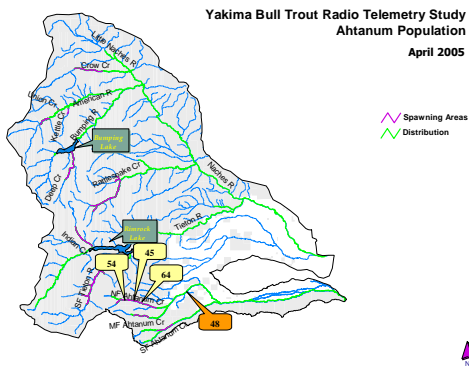 Yakima Bull Trout Radio Telemetry Study
Ahtanum Population
April 2005
Spawning Areas
Distribution
Little Naches R
Crow Cr
Union Cr
American R
Bumping R
Kettle Cr
Bumping
Lake
Deep Cr
Rattlesnake Cr
Naches R
Tieton R
Rimrock
Lake
Indian Cr
45
54
64
SF Tieton R
NF Ahtanum Cr
MF Ahtanum Cr
SF Ahtanum Cr
48
N